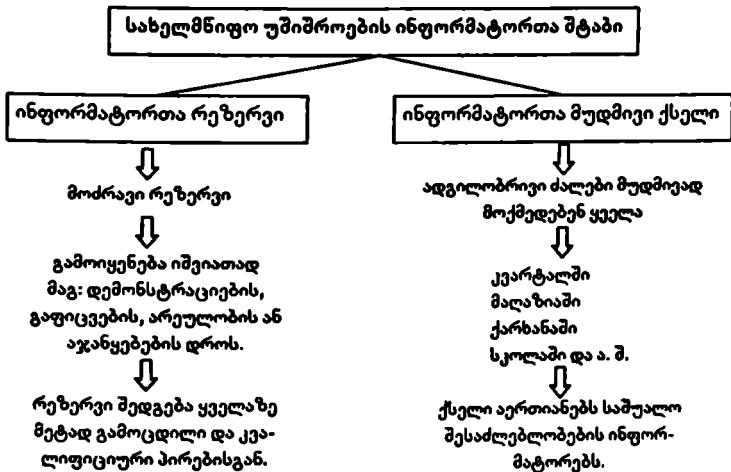 სახელმწიფო უშიშროების ინფორმატორთა შტაბი
ინფორმატორთა რეზერვი
მოძრავი რეზერვი
გამოიყენება იშვიათად
მაგ: დემონსტრაციების,
გაფიცვების, არეულობის ან
აჯანყებების დროს.
რეზერვი შედგება ყველაზე
მეტად გამოცდილი და კვა-
ლიფიციური პირებისგან.
ინფორმატორთა მუდმივი ქსელი
ადგილობრივი ძალები მუდმივად
მოქმედებენ ყველა
კვარტალში
მაღაზიაში
ქარხანაში
სკოლაში და ა. შ.
ქსელი აერთიანებს საშუალო
შესაძლებლობების ინფორ-
მატორებს.